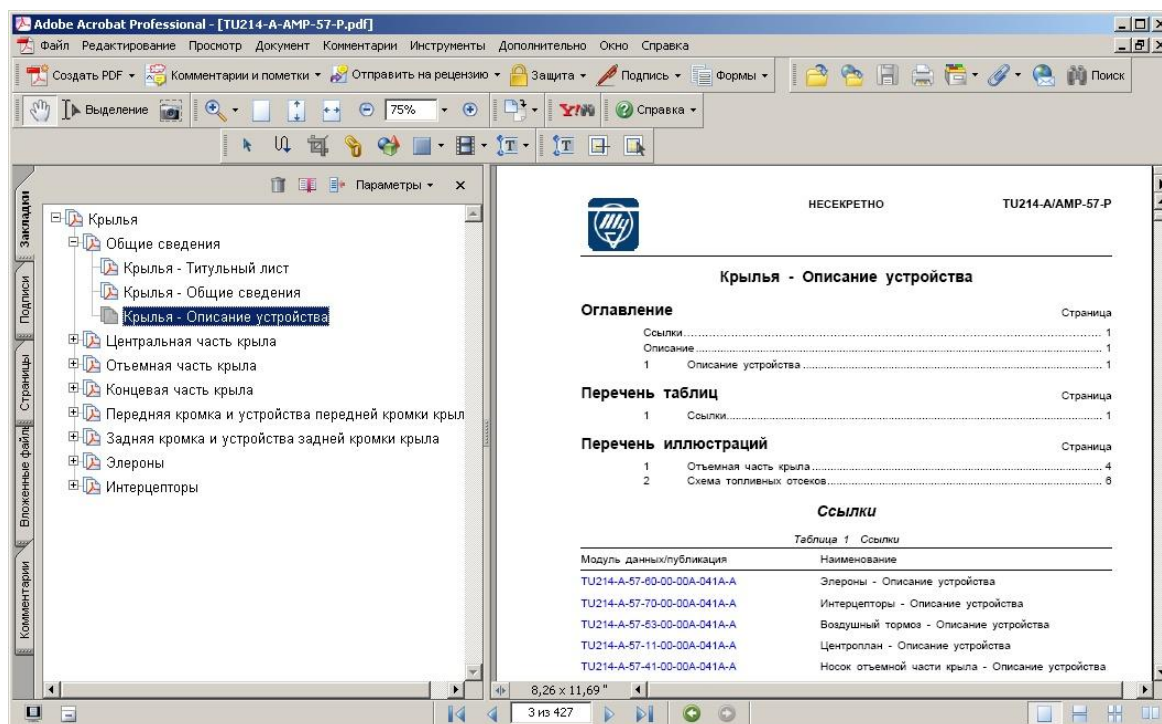 Adobe Acrobat Professional - [TU214-A-AMP-57-P.pdf]
Файл Редактирование Просмотр Документ Комментарии Инструменты Дополнительно Окно Справка
Создать PDF Комментарии и пометки Отправить на рецензию Защита Подпись Формы Поиск
Выделение 75% Y! Справка
Параметры
Закладки
Подписи
Страницы
Вложенные файлы
Комментарии
Крылья
Общие сведения
Крылья - Титульный лист
Крылья - Общие сведения
Крылья - Описание устройства
Центральная часть крыла
Отъемная часть крыла
Концевая часть крыла
Передняя кромка и устройства передней кромки крыл
Задняя кромка и устройства задней кромки крыла
Элероны
Интерцепторы
Ту
НЕСЕКРЕТНО TU214-A/AMP-57-P
Крылья - Описание устройства
Оглавление Страница
Ссылки 1
Описание 1
1 Описание устройства 1
Перечень таблиц Страница
1 Ссылки 1
Перечень иллюстраций Страница
1 Отъемная часть крыла 4
2 Схема топливных отсеков 6
Ссылки
Таблица 1 Ссылки
Модуль данных/публикация Наименование
TU214-A-57-60-00-00A-041A-A Элероны - Описание устройства
TU214-A-57-70-00-00A-041A-A Интерцепторы - Описание устройства
TU214-A-57-53-00-00A-041A-A Воздушный тормоз - Описание устройства
TU214-A-57-11-00-00A-041A-A Центроплан - Описание устройства
TU214-A-57-41-00-00A-041A-A Носок отъемной части крыла - Описание устройства
8,26 x 11,69 "
3 из 427